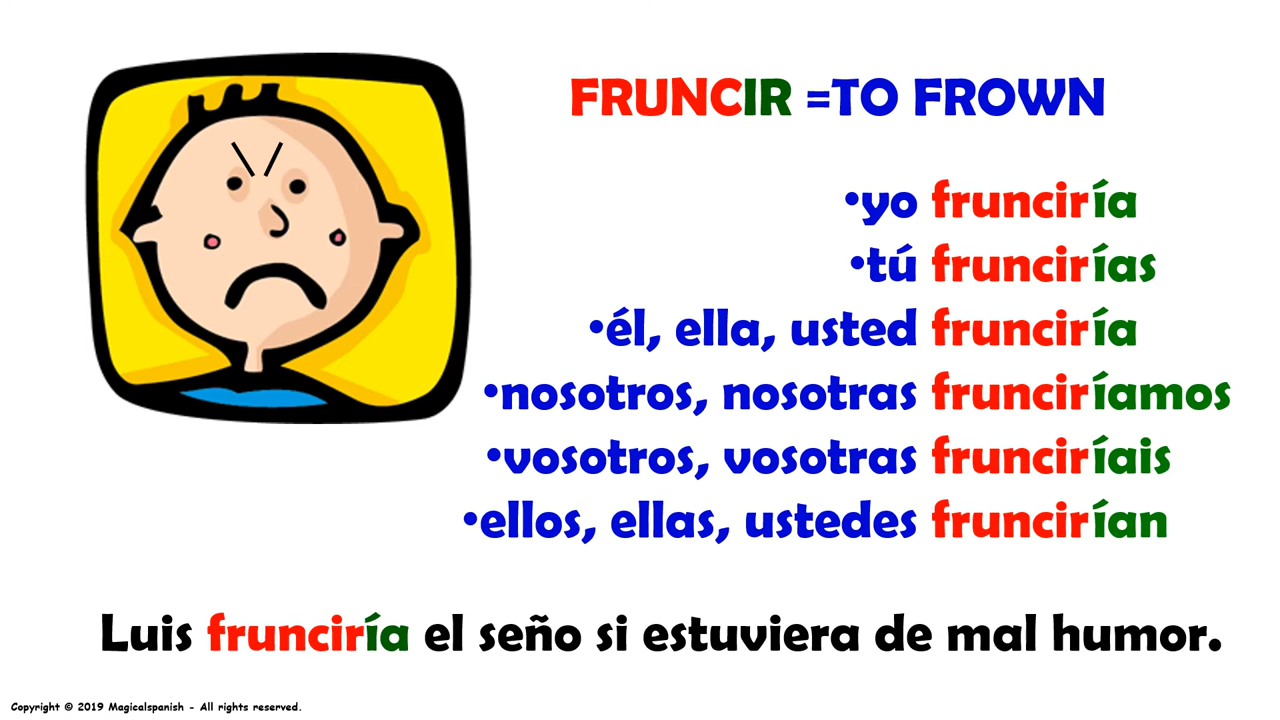 FRUNCIR =TO FROWN
•yo frunciría
•tú fruncirías
•él, ella, usted frunciría
•nosotros, nosotras frunciríamos
•vosotros, vosotras frunciríais
•ellos, ellas, ustedes fruncirían
Luis frunciría el seño si estuviera de mal humor.
Copyright © 2019 Magicalspanish - All rights reserved.